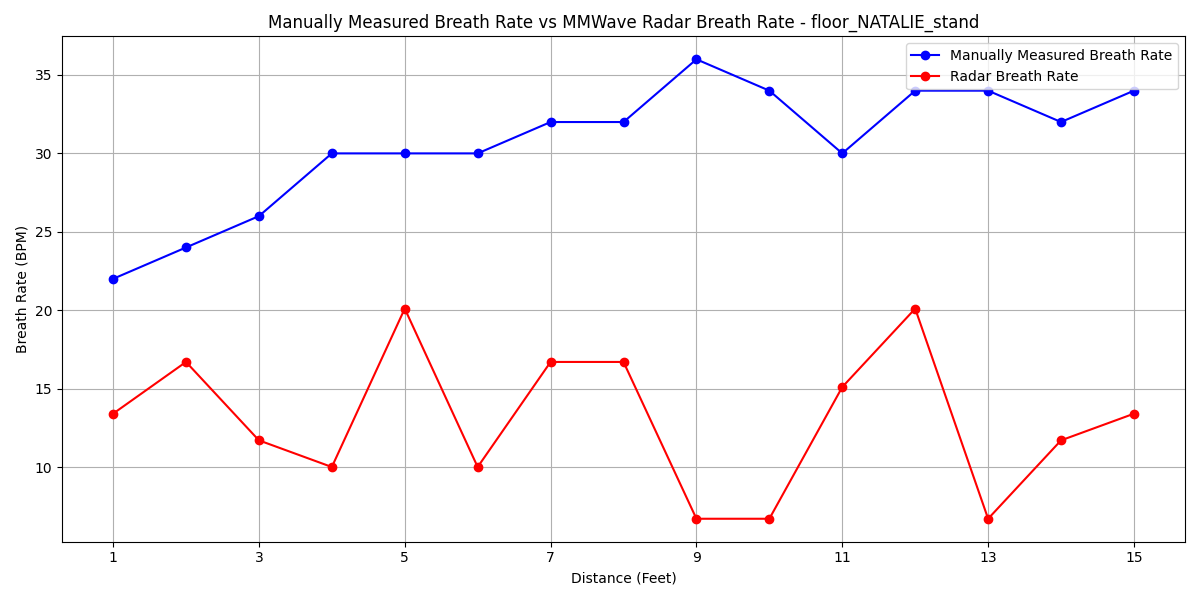 Manually Measured Breath Rate vs MMWave Radar Breath Rate - floor_NATALIE_stand
Manually Measured Breath Rate
Radar Breath Rate
35
30
25
20
15
10
Breath Rate (BPM)
1 3 5 7 9 11 13 15
Distance (Feet)